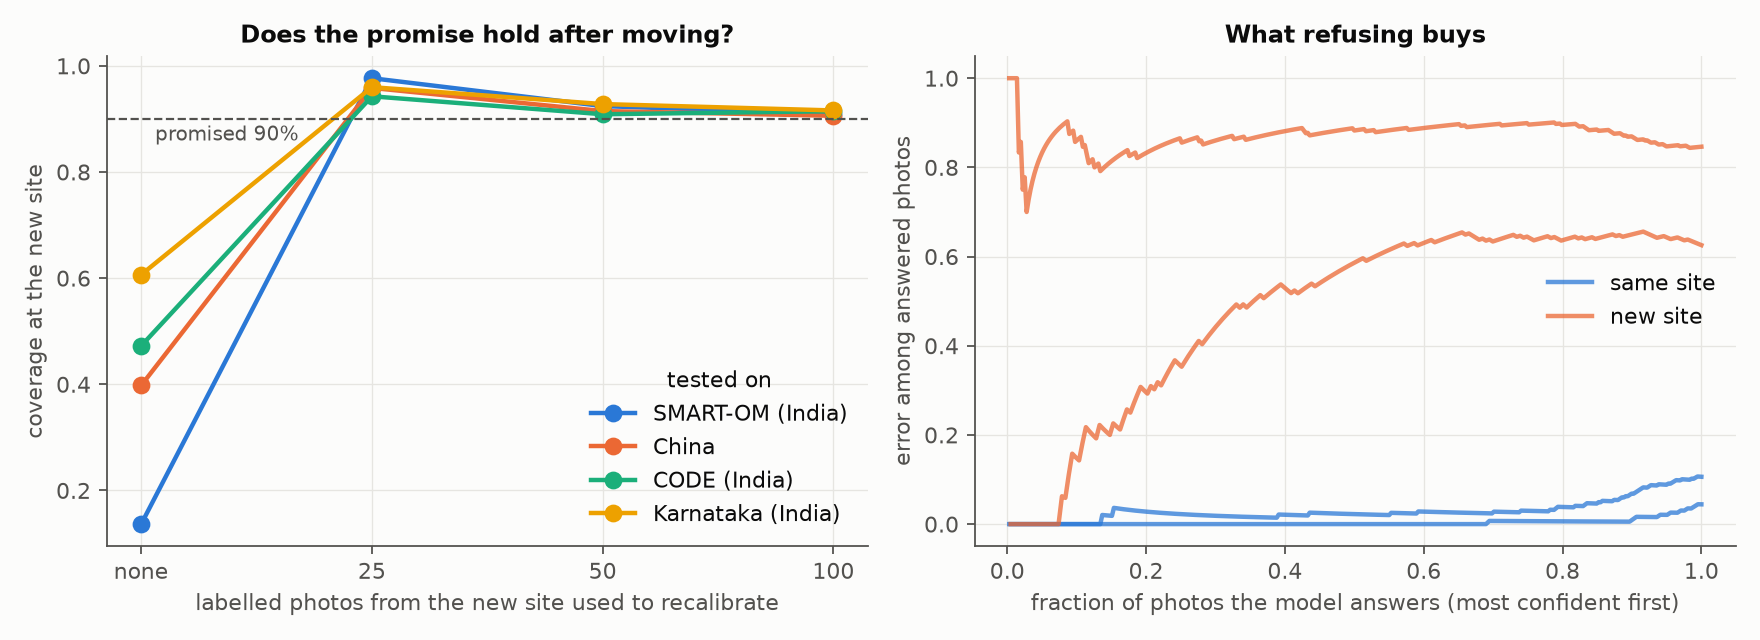 Does the promise hold after moving?
coverage at the new site
1.0
0.8
0.6
0.4
0.2
promised 90%
tested on
SMART-OM (India)
China
CODE (India)
Karnataka (India)
none
25
50
100
labelled photos from the new site used to recalibrate
What refusing buys
error among answered photos
1.0
0.8
0.6
0.4
0.2
0.0
same site
new site
0.0
0.2
0.4
0.6
0.8
1.0
fraction of photos the model answers (most confident first)